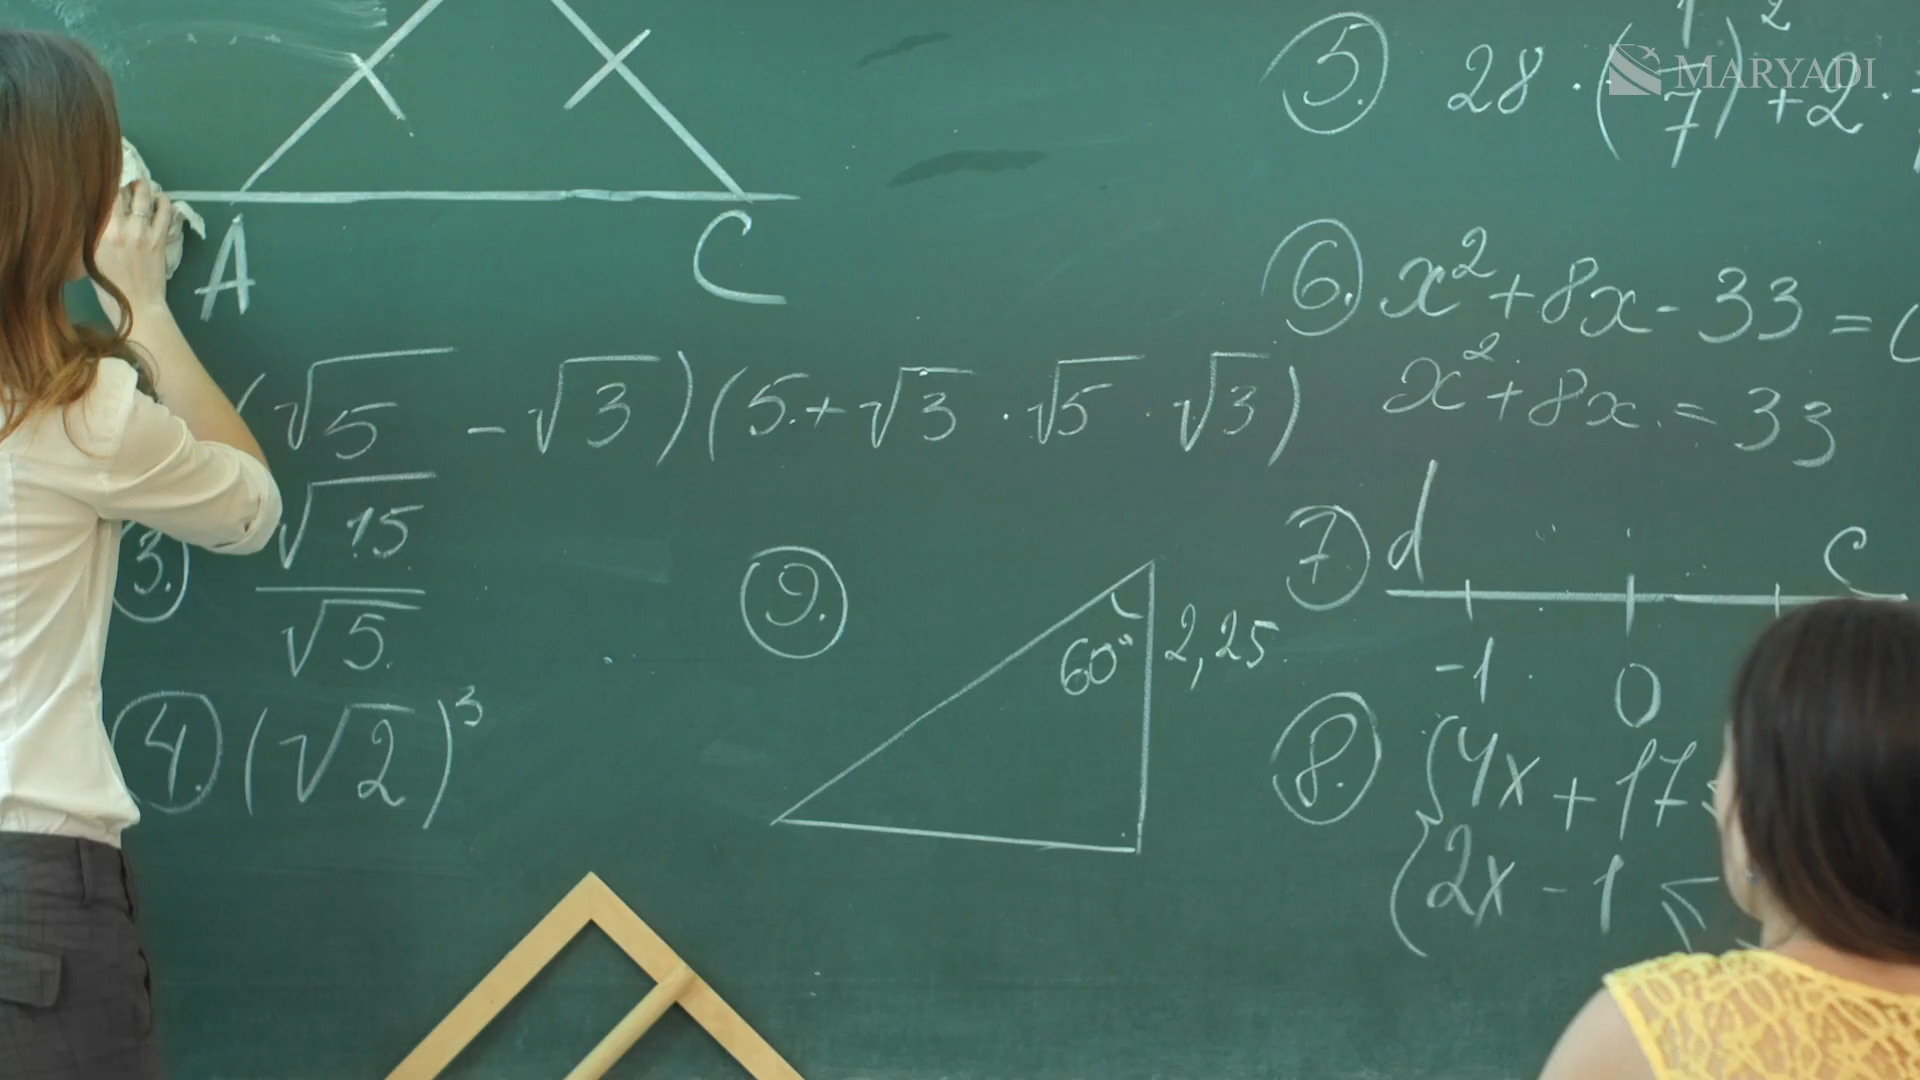 A C
(√5 − √3)(5 + √3 · √5 · √3)
3. √15 / √5
4. (√2)³
9. 60° 2,25
5. 28 · (1/7)² + 2 ·
MARYADI
6. x² + 8x - 33 =
x² + 8x = 33
7. d c
-1 0
8. {4x + 17
2x - 1 <